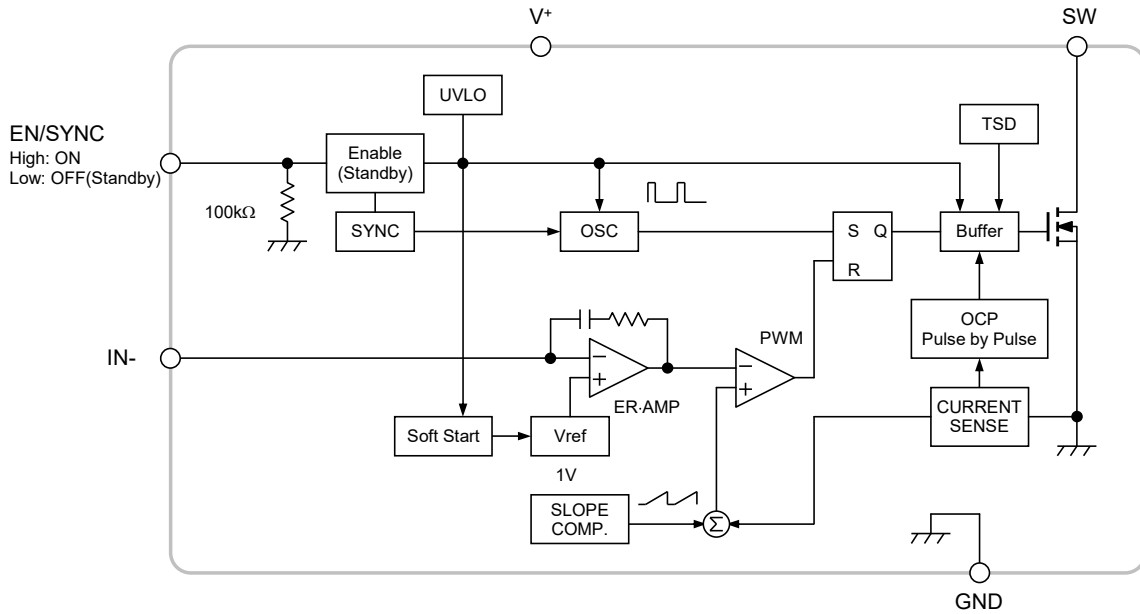 V+
SW
UVLO
TSD
EN/SYNC
High: ON
Low: OFF(Standby)
Enable
(Standby)
100kΩ
SYNC
OSC
S Q
R
Buffer
OCP
Pulse by Pulse
PWM
IN-
−
+
−
+
ER·AMP
CURRENT
SENSE
Soft Start
Vref
1V
SLOPE
COMP.
Σ
GND